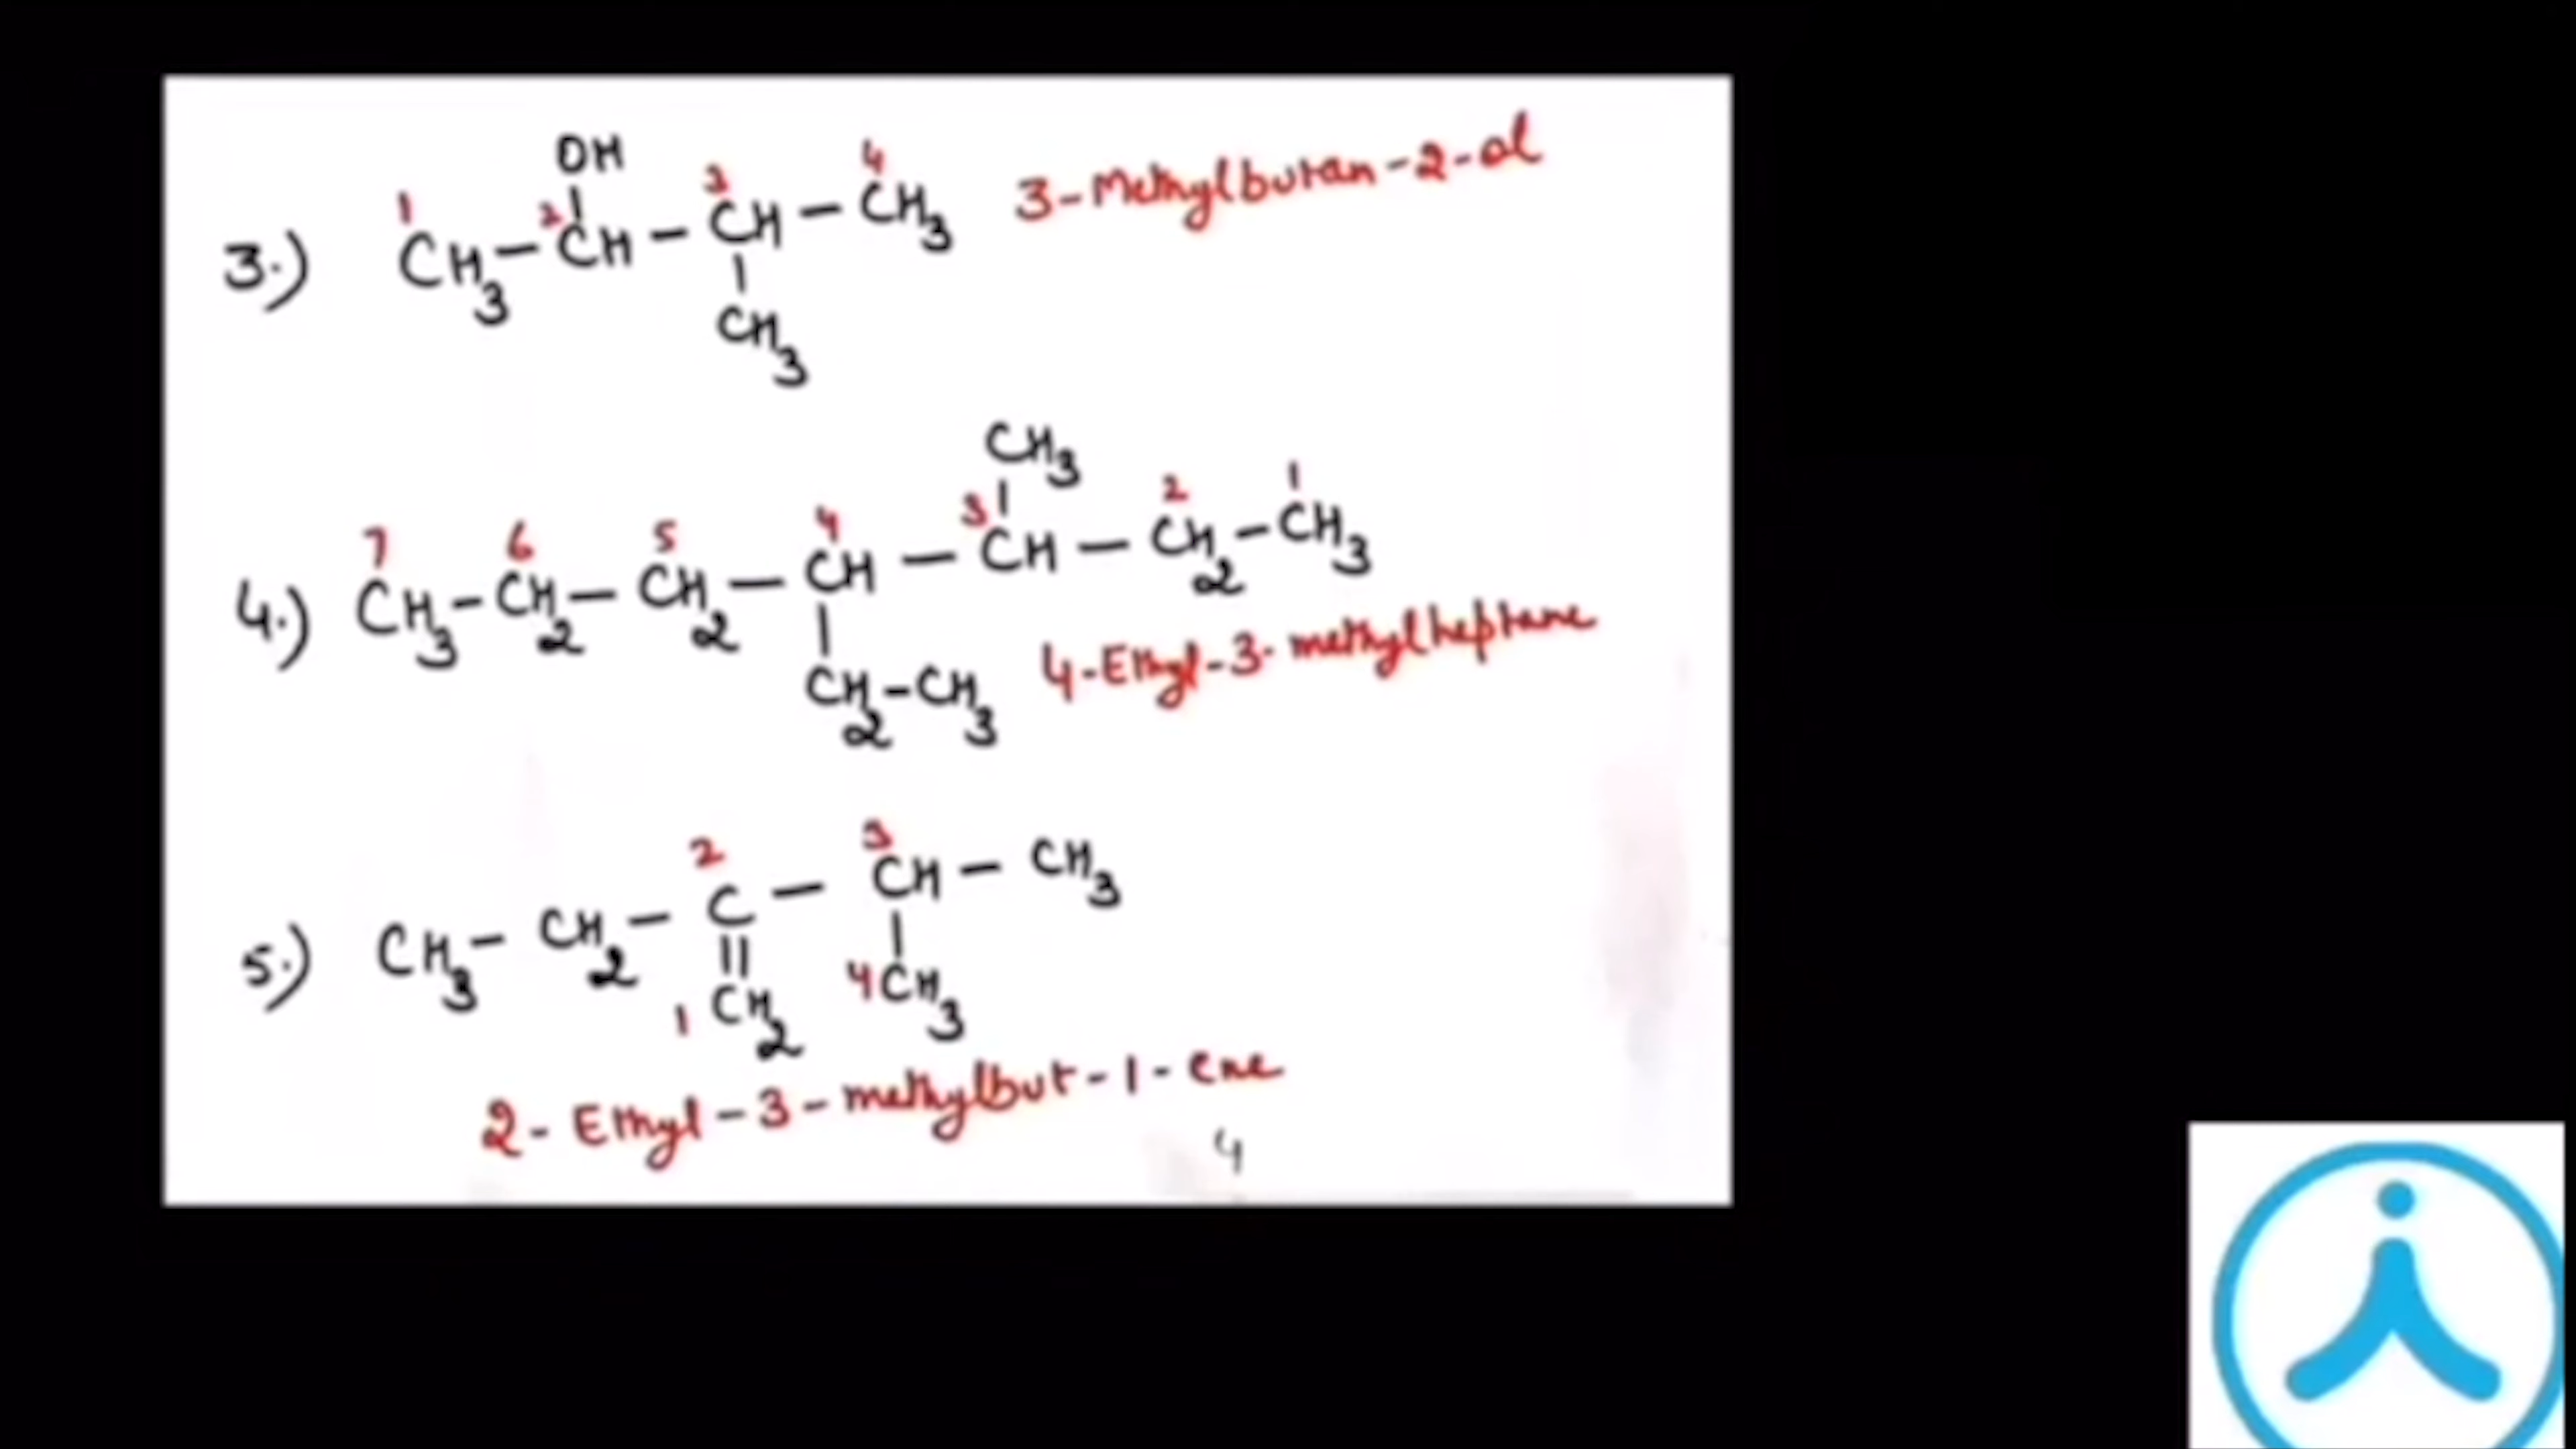 OH
1 2 3 4
3.) CH3-CH-CH-CH3 3-Methylbutan-2-ol
CH3
CH3
7 6 5 4 3 2 1
4.) CH3-CH2-CH2-CH-CH-CH2-CH3
CH2-CH3 4-Ethyl-3-methylheptane
2 3
5.) CH3-CH2-C-CH-CH3
1 CH2 4 CH3
2-Ethyl-3-methylbut-1-ene
4